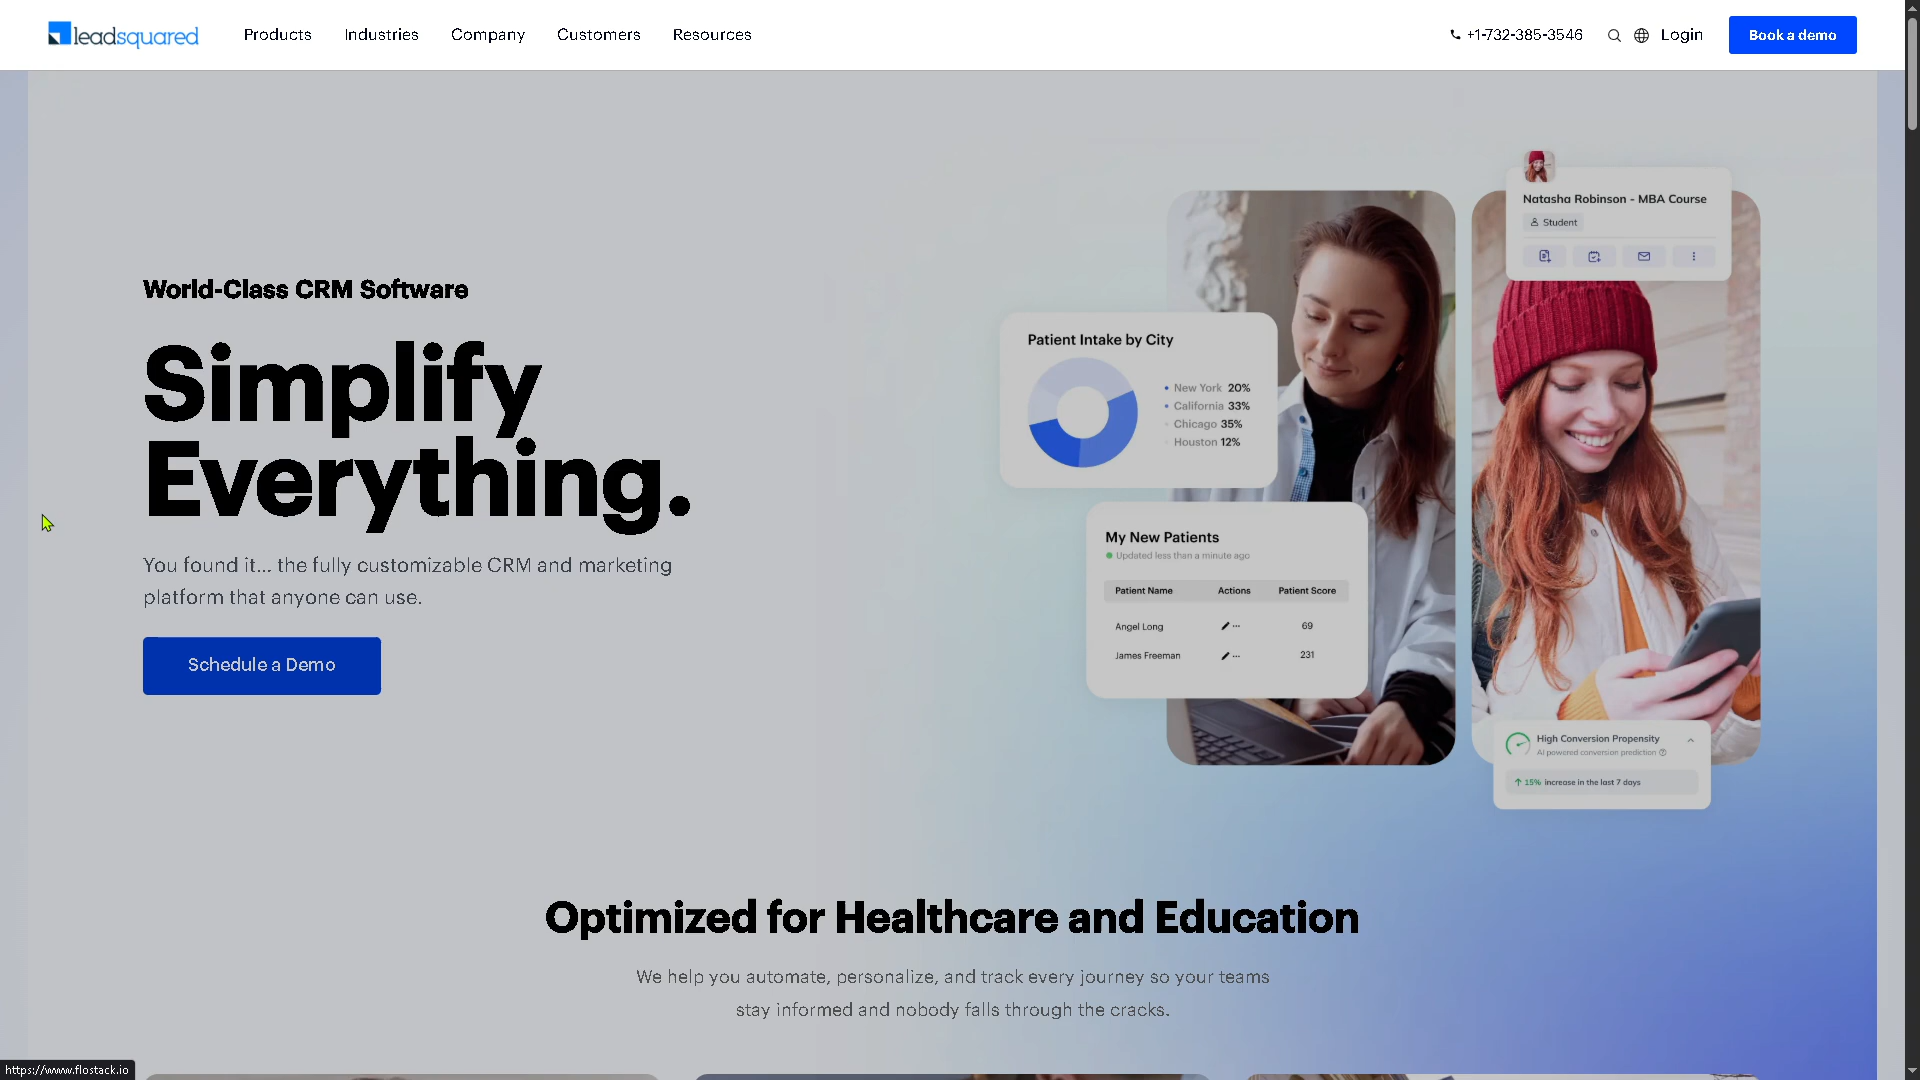 leadsquared
Products Industries Company Customers Resources
+1-732-385-3546 Login Book a demo
World-Class CRM Software
Simplify
Everything.
You found it... the fully customizable CRM and marketing
platform that anyone can use.
Schedule a Demo
Natasha Robinson - MBA Course
Student
Patient Intake by City
New York 20%
California 33%
Chicago 35%
Houston 12%
My New Patients
Updated less than a minute ago
Patient Name Actions Patient Score
Angel Long 69
James Freeman 231
High Conversion Propensity
AI powered conversion prediction
15% increase in the last 7 days
Optimized for Healthcare and Education
We help you automate, personalize, and track every journey so your teams
stay informed and nobody falls through the cracks.
https://www.flostack.io